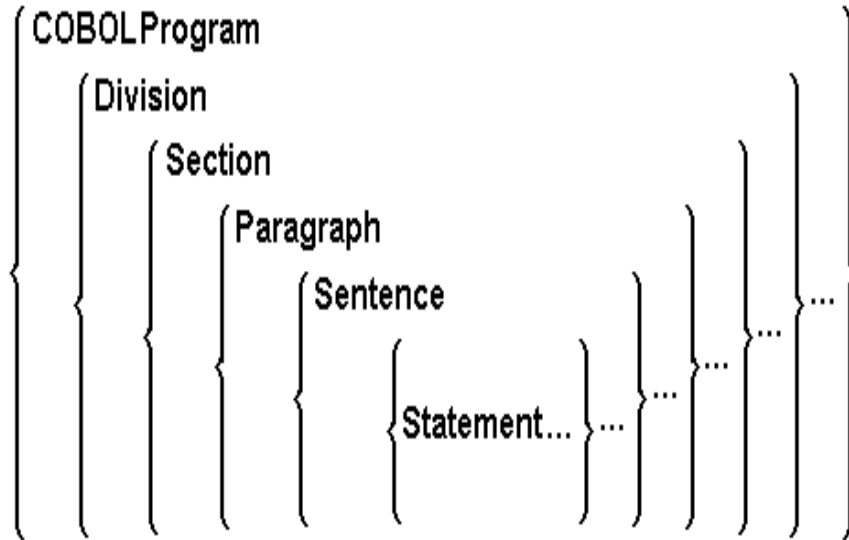 COBOLProgram
Division
Section
Paragraph
Sentence
Statement... ... ... ... ... ...